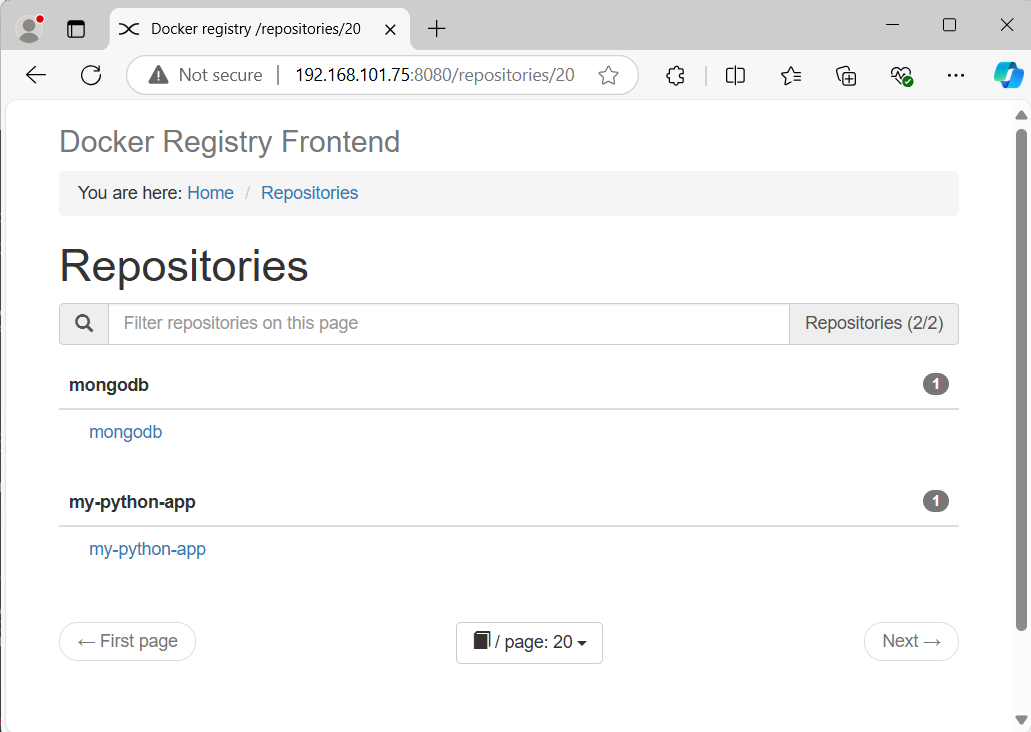 Docker registry /repositories/20
Not secure | 192.168.101.75:8080/repositories/20
Docker Registry Frontend
You are here: Home / Repositories
Repositories
Filter repositories on this page Repositories (2/2)
mongodb 1
mongodb
my-python-app 1
my-python-app
← First page / page: 20 Next →